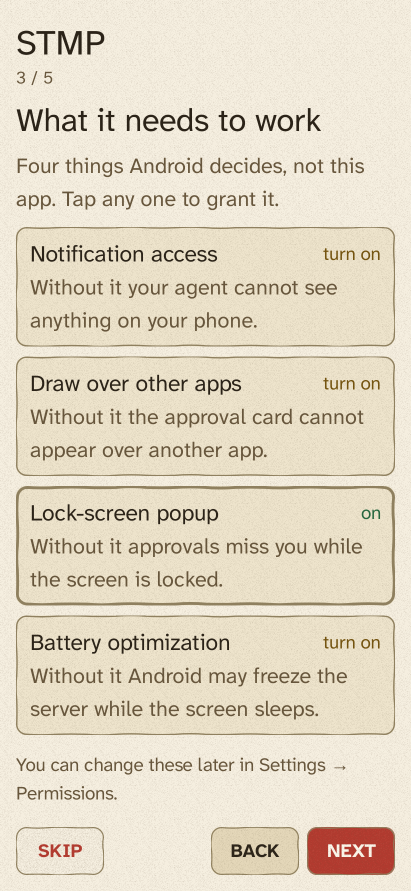 STMP
3 / 5
What it needs to work
Four things Android decides, not this
app. Tap any one to grant it.
Notification access
turn on
Without it your agent cannot see
anything on your phone.
Draw over other apps
turn on
Without it the approval card cannot
appear over another app.
Lock-screen popup
on
Without it approvals miss you while
the screen is locked.
Battery optimization
turn on
Without it Android may freeze the
server while the screen sleeps.
You can change these later in Settings →
Permissions.
SKIP
BACK
NEXT